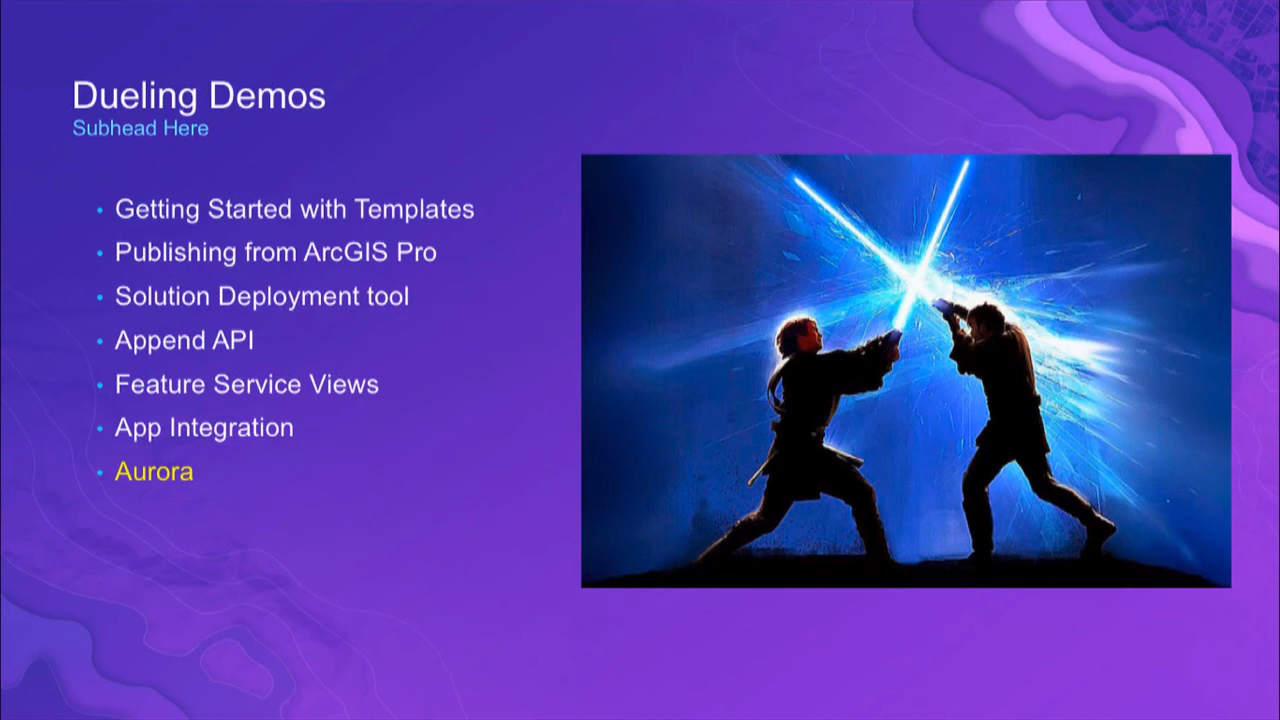 Dueling Demos
Subhead Here
• Getting Started with Templates
• Publishing from ArcGIS Pro
• Solution Deployment tool
• Append API
• Feature Service Views
• App Integration
• Aurora